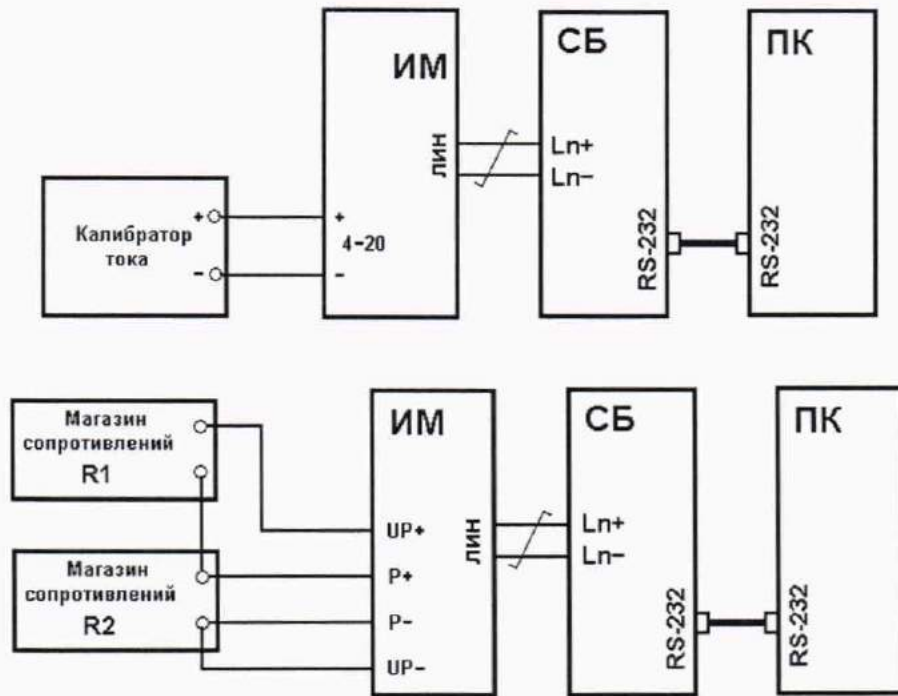 ИМ
СБ
ПК
ЛИН
Ln+
Ln−
Калибратор
тока
+
−
+
4-20
−
RS-232
RS-232
Магазин
сопротивлений
R1
Магазин
сопротивлений
R2
ИМ
СБ
ПК
UP+
P+
P−
UP−
ЛИН
Ln+
Ln−
RS-232
RS-232